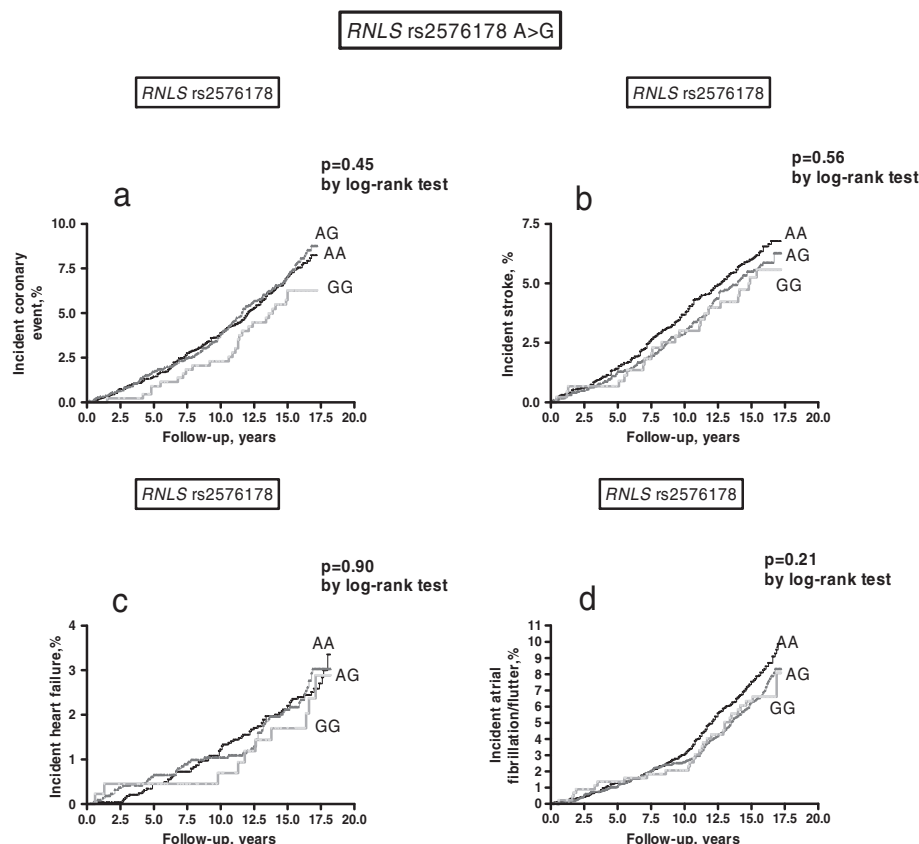 RNLS rs2576178 A>G
RNLS rs2576178
RNLS rs2576178
p=0.45
by log-rank test
p=0.56
by log-rank test
a
b
10.0
7.5
5.0
2.5
0.0
Incident coronary
event,%
AG
AA
GG
0.0 2.5 5.0 7.5 10.0 12.5 15.0 17.5 20.0
Follow-up, years
7.5
5.0
2.5
0.0
Incident stroke, %
AA
AG
GG
0.0 2.5 5.0 7.5 10.0 12.5 15.0 17.5 20.0
Follow-up, years
RNLS rs2576178
RNLS rs2576178
p=0.90
by log-rank test
p=0.21
by log-rank test
c
d
4
3
2
1
0
Incident heart failure,%
AA
AG
GG
0.0 2.5 5.0 7.5 10.0 12.5 15.0 17.5 20.0
Follow-up, years
11
10
9
8
7
6
5
4
3
2
1
0
Incident atrial
fibrillation/flutter,%
AA
AG
GG
0.0 2.5 5.0 7.5 10.0 12.5 15.0 17.5 20.0
Follow-up, years